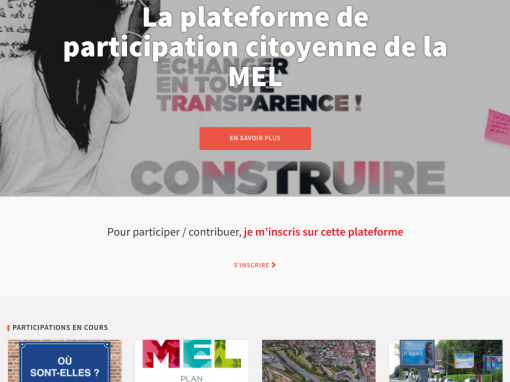 La plateforme de
participation citoyenne de la
MEL
ECHANGER
EN TOUTE
TRANSPARENCE !
EN SAVOIR PLUS
CONSTRUIRE
Pour participer / contribuer, je m'inscris sur cette plateforme
S'INSCRIRE
PARTICIPATIONS EN COURS
OÙ
SONT-ELLES ?
MEL
PLAN